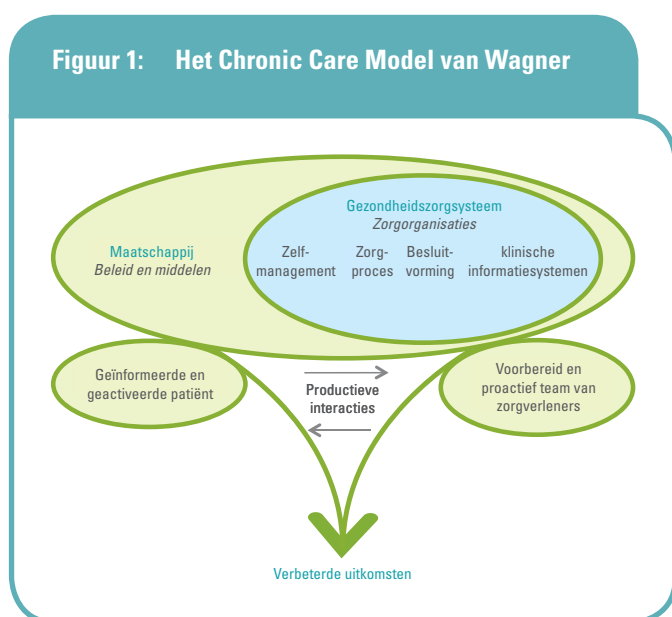 Figuur 1: Het Chronic Care Model van Wagner
Gezondheidszorgsysteem
Zorgorganisaties
Maatschappij
Beleid en middelen
Zelf-
management
Zorg-
proces
Besluit-
vorming
klinische
informatiesystemen
Geïnformeerde en
geactiveerde patiënt
Productieve
interacties
Voorbereid en
proactief team van
zorgverleners
Verbeterde uitkomsten